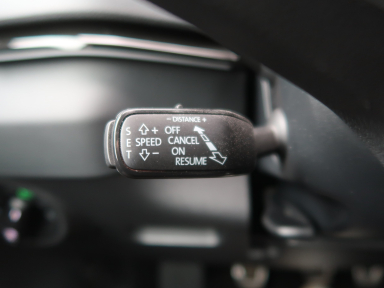 - DISTANCE +
S ⇧ + OFF
E SPEED CANCEL
T ⇩ - ON
RESUME